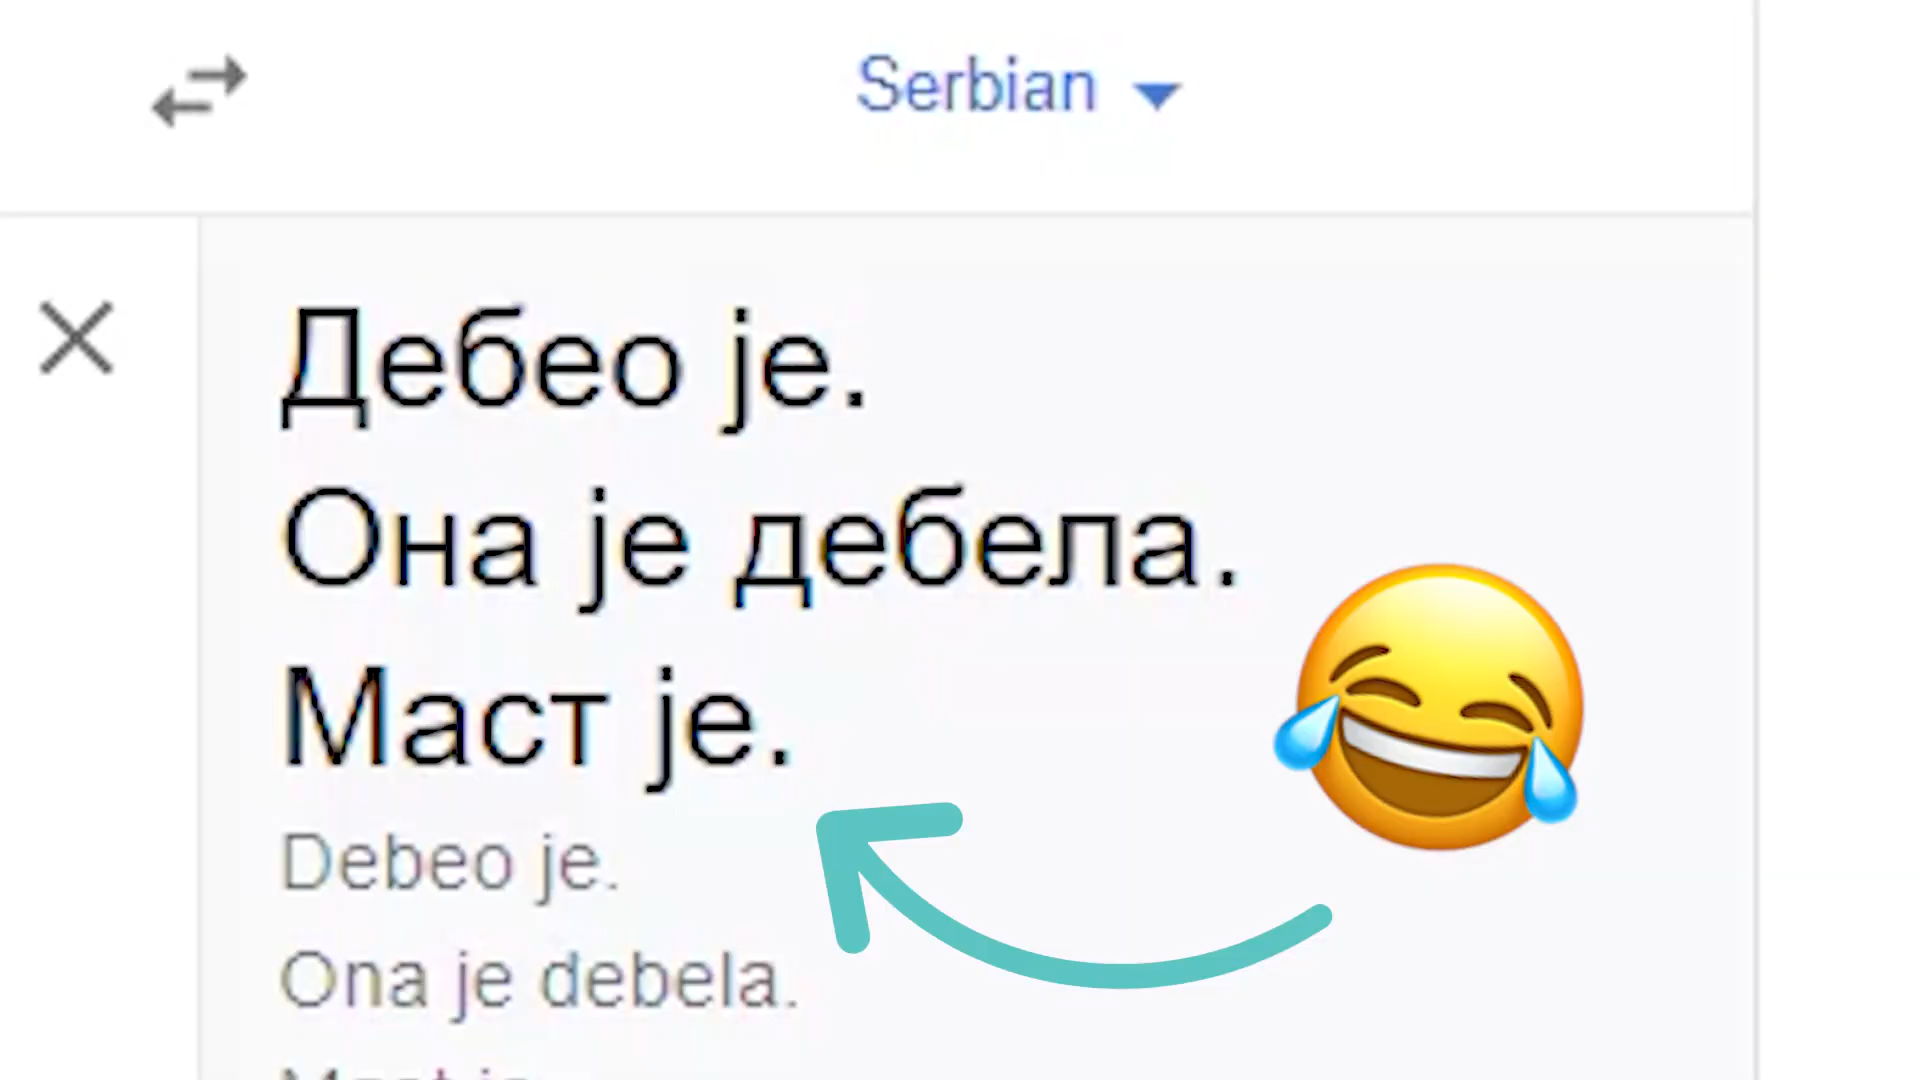 Serbian
Дебео је.
Она је дебела.
Маст је.
Debeo je.
Ona je debela.